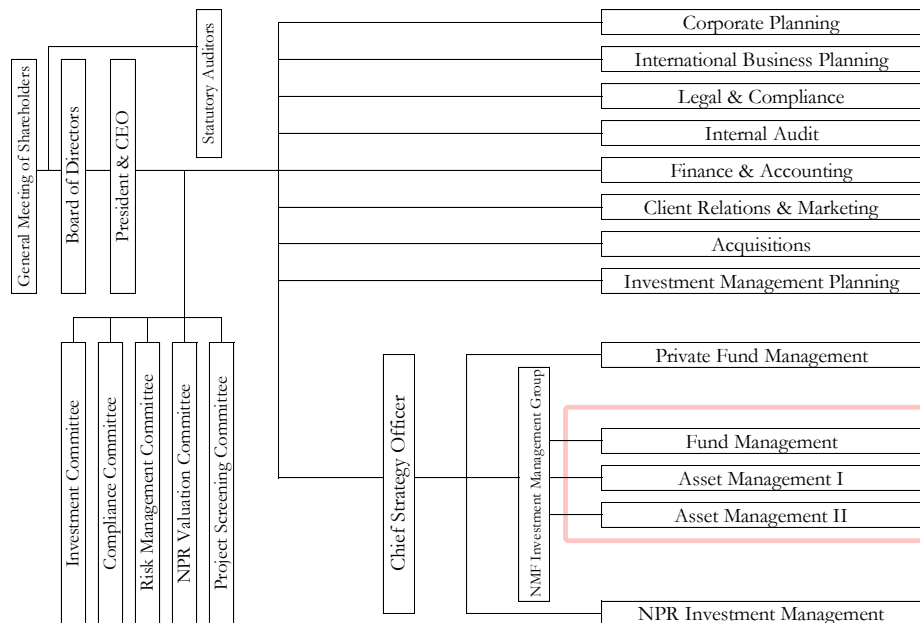 General Meeting of Shareholders
Board of Directors
President & CEO
Statutory Auditors
Corporate Planning
International Business Planning
Legal & Compliance
Internal Audit
Finance & Accounting
Client Relations & Marketing
Acquisitions
Investment Management Planning
Investment Committee
Compliance Committee
Risk Management Committee
NPR Valuation Committee
Project Screening Committee
Chief Strategy Officer
Private Fund Management
NMF Investment Management Group
Fund Management
Asset Management I
Asset Management II
NPR Investment Management